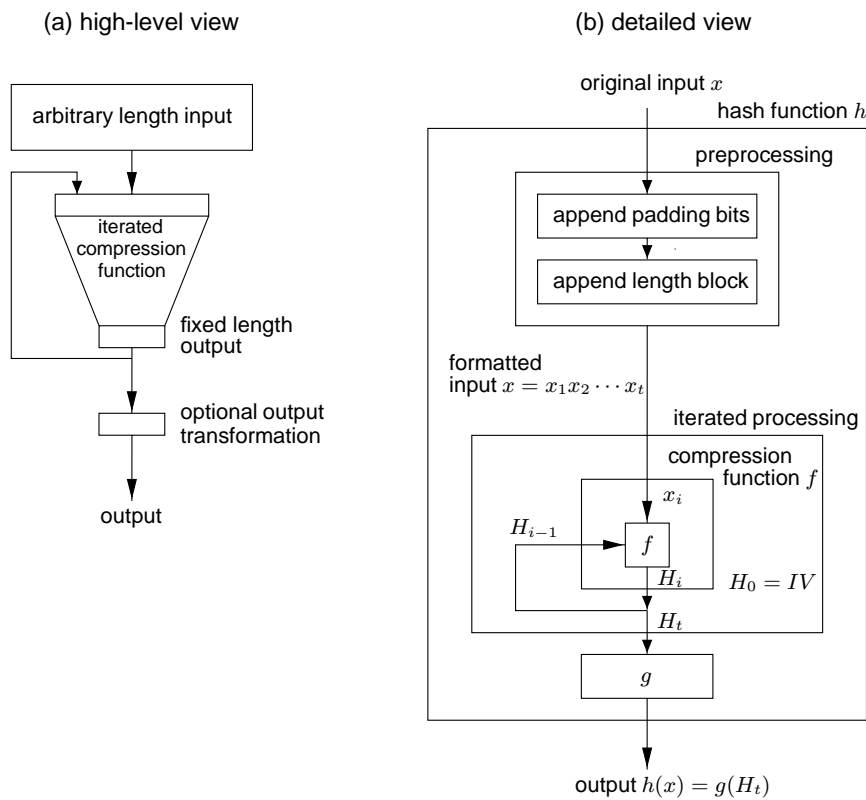 (a) high-level view
arbitrary length input
iterated
compression
function
fixed length
output
optional output
transformation
output
(b) detailed view
original input x
hash function h
preprocessing
append padding bits
append length block
formatted
input x = x₁x₂ ⋯ xₜ
iterated processing
compression
function f
xᵢ
Hᵢ₋₁
f
Hᵢ
H₀ = IV
Hₜ
g
output h(x) = g(Hₜ)